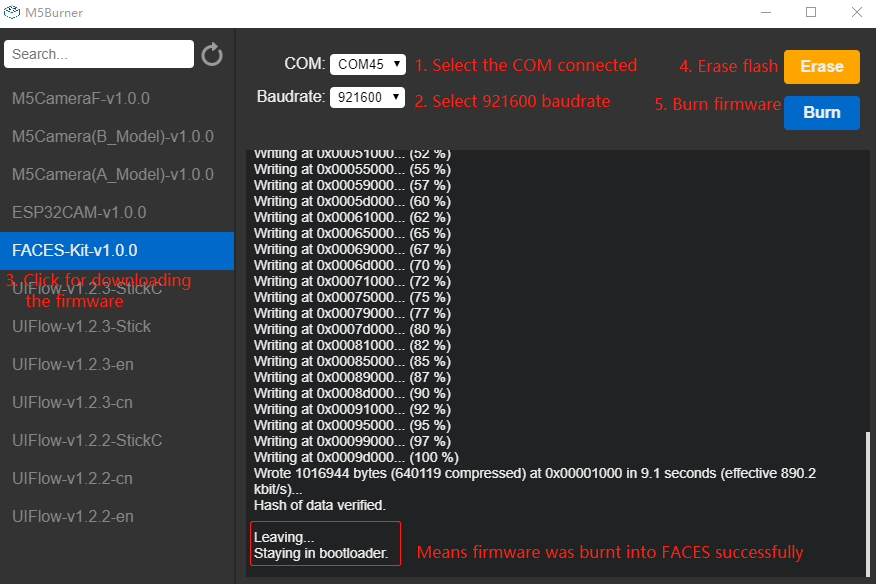 M5Burner
Search...
COM: COM45 1. Select the COM connected
4. Erase flash Erase
Baudrate: 921600 2. Select 921600 baudrate
5. Burn firmware Burn
M5CameraF-v1.0.0
M5Camera(B_Model)-v1.0.0
M5Camera(A_Model)-v1.0.0
ESP32CAM-v1.0.0
FACES-Kit-v1.0.0
3. Click for downloading
the firmware
UIFlow-v1.2.3-StickC
UIFlow-v1.2.3-Stick
UIFlow-v1.2.3-en
UIFlow-v1.2.3-cn
UIFlow-v1.2.2-StickC
UIFlow-v1.2.2-cn
UIFlow-v1.2.2-en
Writing at 0x00051000... (52 %)
Writing at 0x00055000... (55 %)
Writing at 0x00059000... (57 %)
Writing at 0x0005d000... (60 %)
Writing at 0x00061000... (62 %)
Writing at 0x00065000... (65 %)
Writing at 0x00069000... (67 %)
Writing at 0x0006d000... (70 %)
Writing at 0x00071000... (72 %)
Writing at 0x00075000... (75 %)
Writing at 0x00079000... (77 %)
Writing at 0x0007d000... (80 %)
Writing at 0x00081000... (82 %)
Writing at 0x00085000... (85 %)
Writing at 0x00089000... (87 %)
Writing at 0x0008d000... (90 %)
Writing at 0x00091000... (92 %)
Writing at 0x00095000... (95 %)
Writing at 0x00099000... (97 %)
Writing at 0x0009d000... (100 %)
Wrote 1016944 bytes (640119 compressed) at 0x00001000 in 9.1 seconds (effective 890.2
kbit/s)...
Hash of data verified.
Leaving...
Staying in bootloader.
Means firmware was burnt into FACES successfully